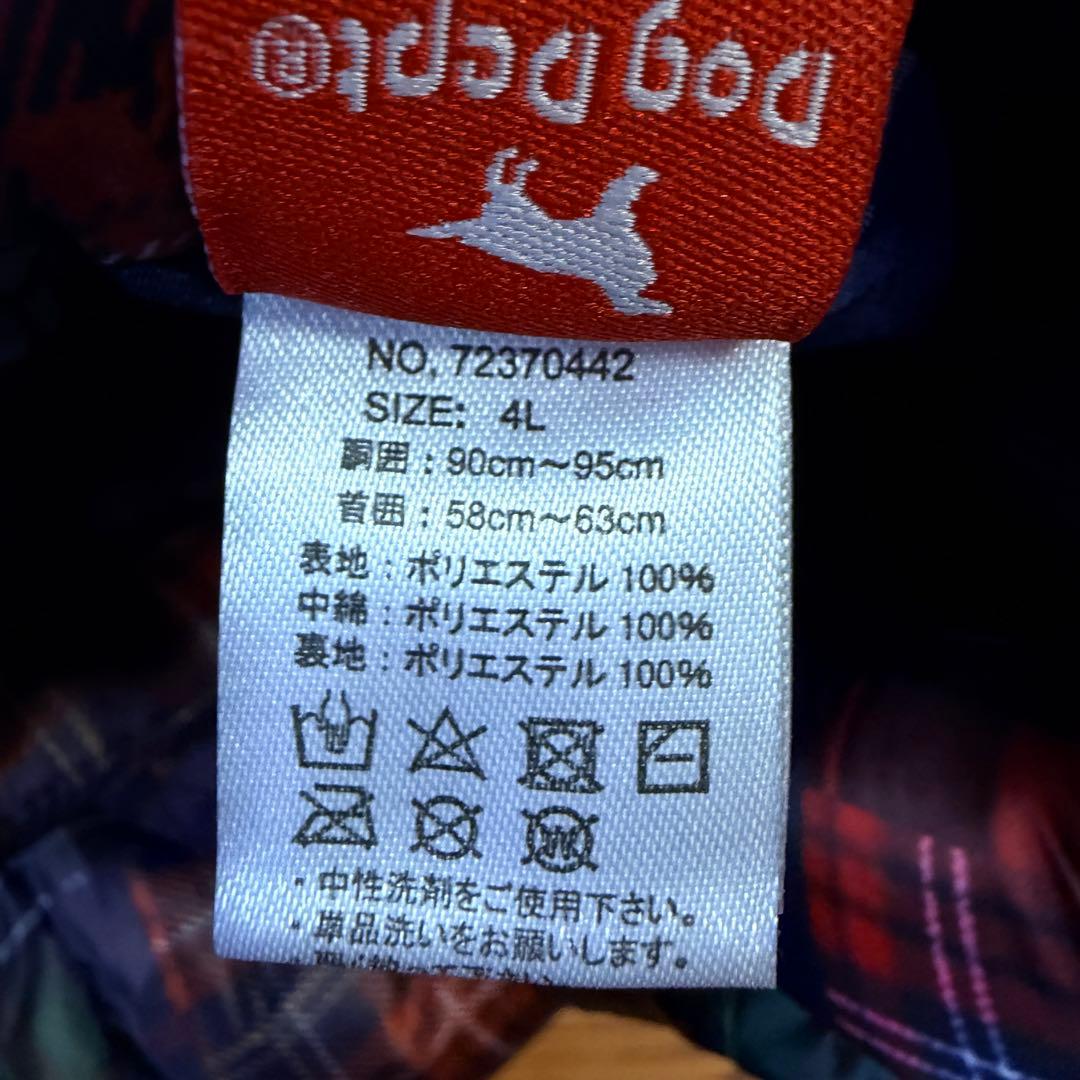 Dog Dept®
NO. 72370442
SIZE: 4L
胴囲：90cm～95cm
首囲：58cm～63cm
表地：ポリエステル 100%
中綿：ポリエステル 100%
裏地：ポリエステル 100%
・中性洗剤をご使用下さい。
・単品洗いをお願いします。